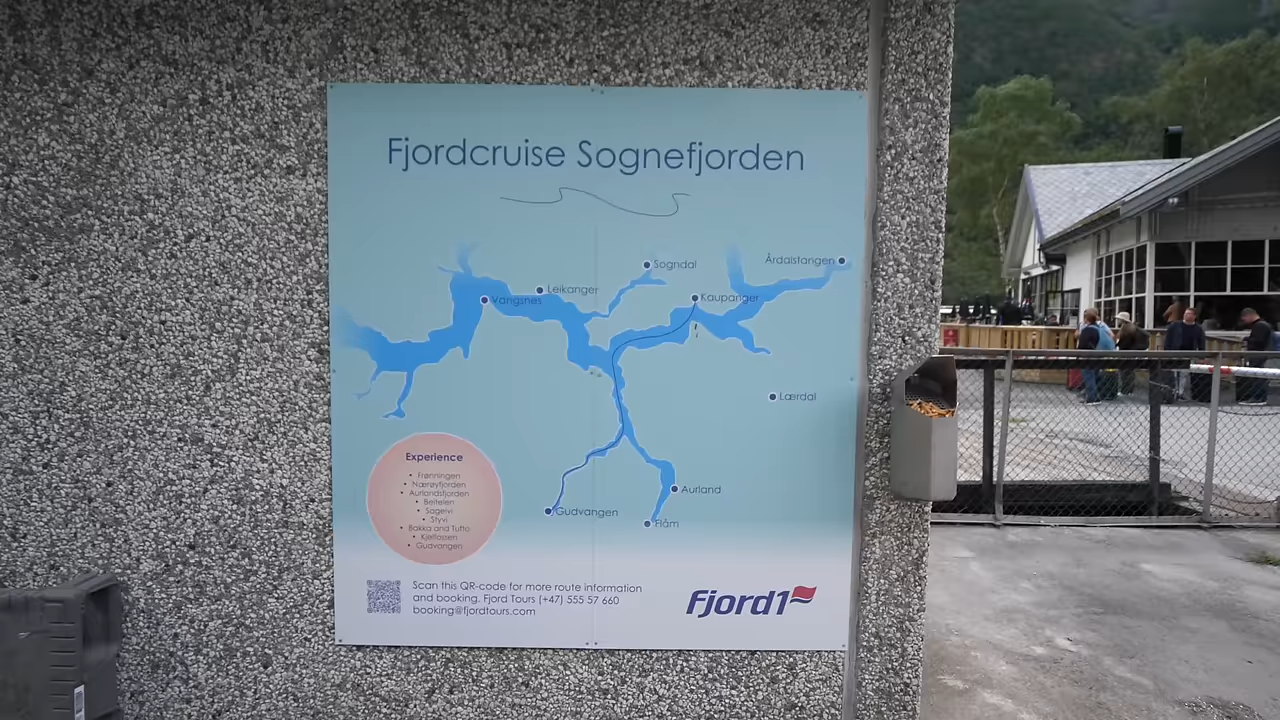 Fjordcruise Sognefjorden
Sogndal
Årdalstangen
Leikanger
Vangsnes
Kaupanger
Lærdal
Experience
• Frønningen
• Nærøyfjorden
• Aurlandsfjorden
• Beitelen
• Sagervi
• Styvi
• Bakka and Tufto
• Kjelfossen
• Gudvangen
Aurland
Gudvangen
Flåm
Scan this QR-code for more route information
and booking. Fjord Tours (+47) 555 57 660
booking@fjordtours.com
Fjord1